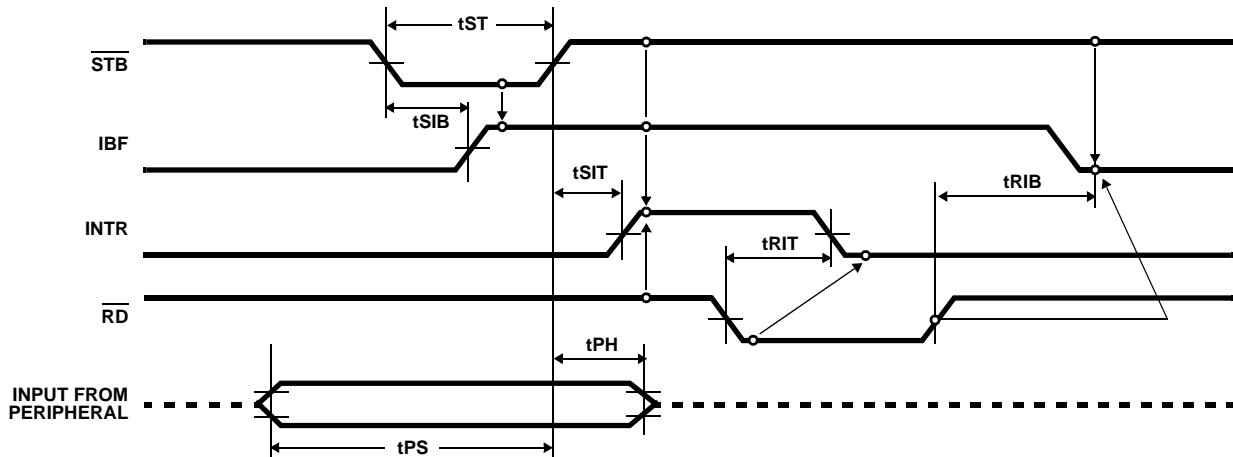 tST
STB
tSIB
IBF
tSIT
tRIB
INTR
tRIT
RD
tPH
INPUT FROM
PERIPHERAL
tPS